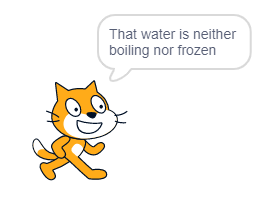 That water is neither
boiling nor frozen